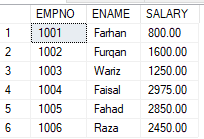 EMPNO ENAME SALARY
1 1001 Farhan 800.00
2 1002 Furqan 1600.00
3 1003 Wariz 1250.00
4 1004 Faisal 2975.00
5 1005 Fahad 2850.00
6 1006 Raza 2450.00